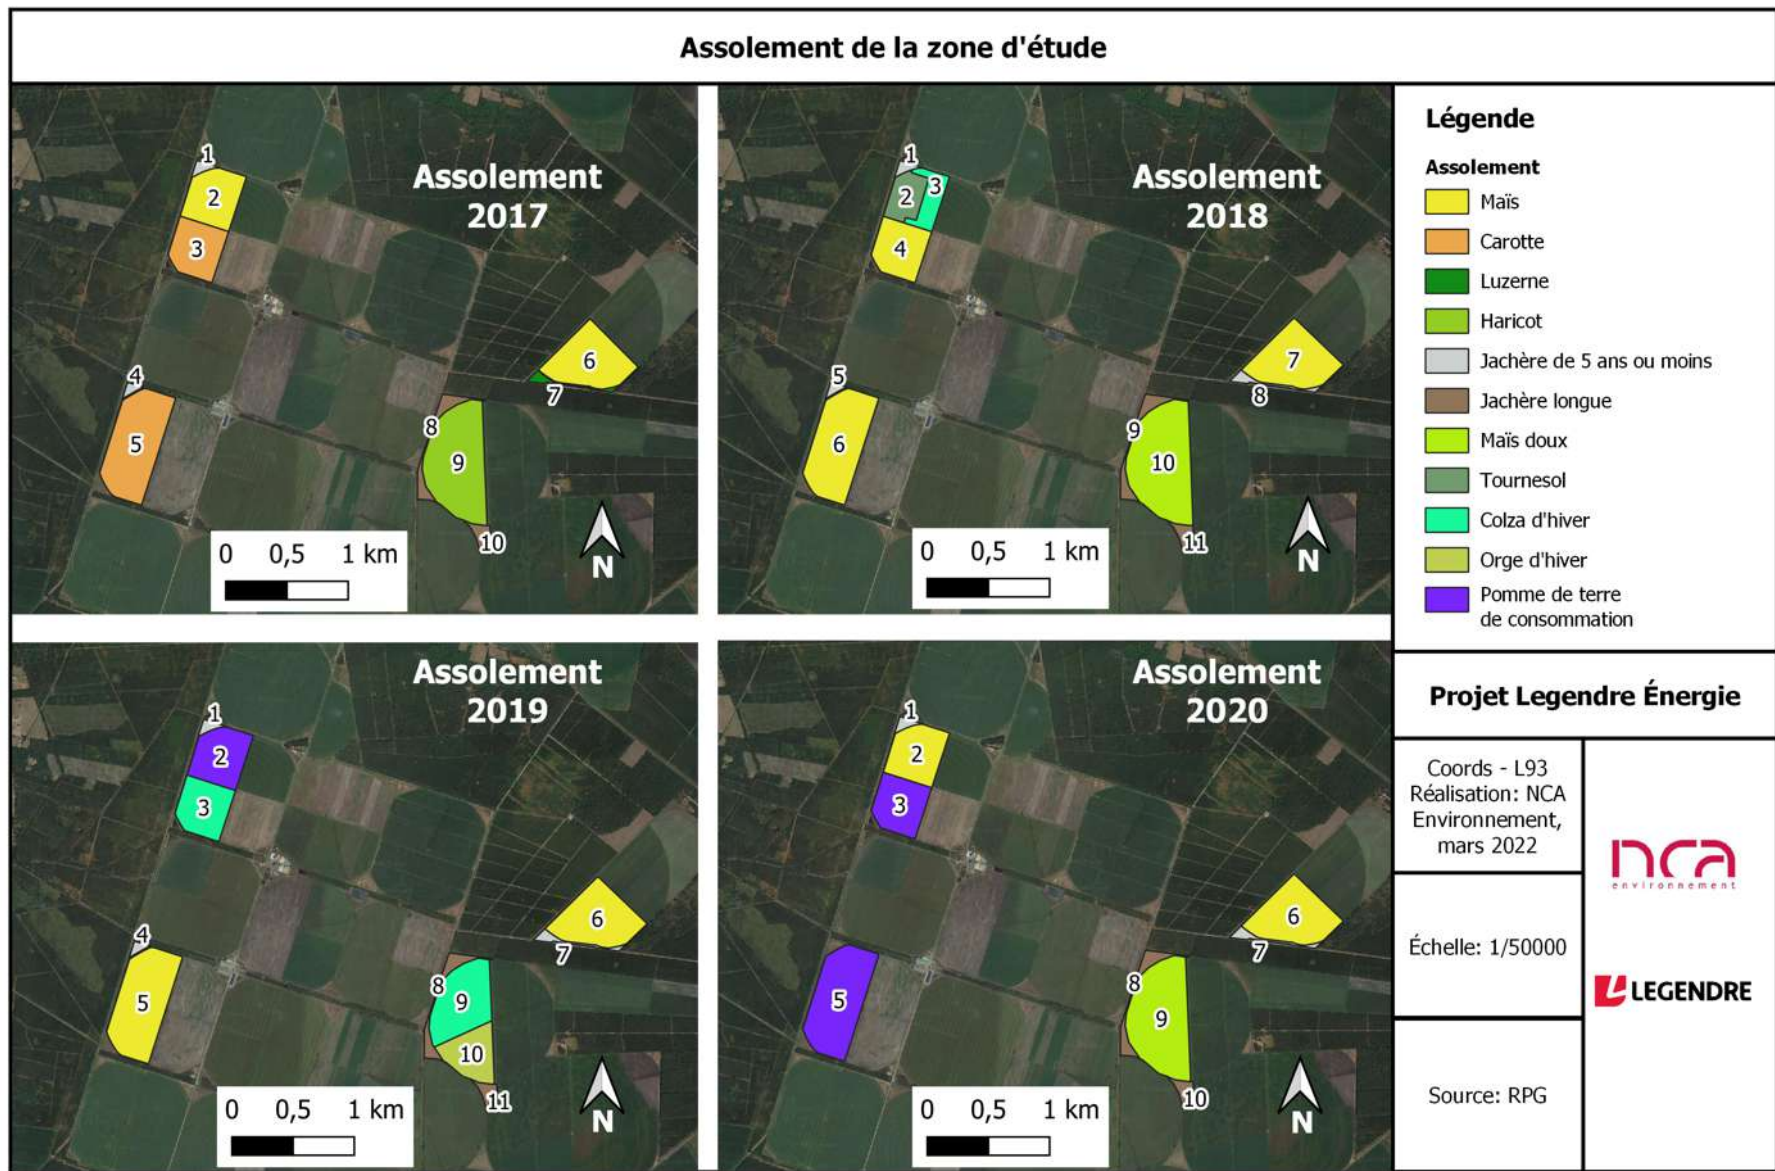 Assolement de la zone d'étude
Assolement
2017
1
2
3
4
5
6
7
8
9
10
0 0,5 1 km
N
Assolement
2018
1
2
3
4
5
6
7
8
9
10
11
0 0,5 1 km
N
Assolement
2019
1
2
3
4
5
6
7
8
9
10
11
0 0,5 1 km
N
Assolement
2020
1
2
3
5
6
7
8
9
10
0 0,5 1 km
N
Légende
Assolement
Maïs
Carotte
Luzerne
Haricot
Jachère de 5 ans ou moins
Jachère longue
Maïs doux
Tournesol
Colza d'hiver
Orge d'hiver
Pomme de terre
de consommation
Projet Legendre Énergie
Coords - L93
Réalisation: NCA
Environnement,
mars 2022
Échelle: 1/50000
Source: RPG
nca
environnement
LEGENDRE